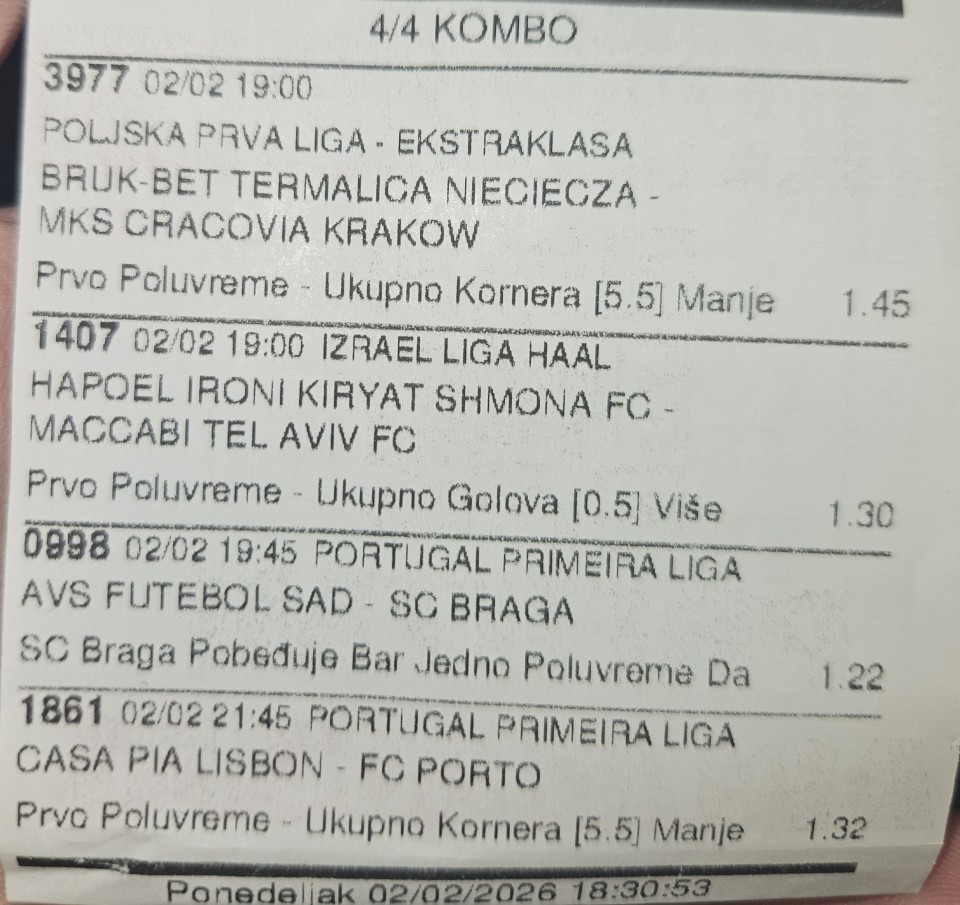 4/4 KOMBO
3977 02/02 19:00
POLJSKA PRVA LIGA - EKSTRAKLASA
BRUK-BET TERMALICA NIECIECZA -
MKS CRACOVIA KRAKOW
Prvo Poluvreme - Ukupno Kornera [5.5] Manje 1.45
1407 02/02 19:00 IZRAEL LIGA HAAL
HAPOEL IRONI KIRYAT SHMONA FC -
MACCABI TEL AVIV FC
Prvo Poluvreme - Ukupno Golova [0.5] Više 1.30
0998 02/02 19:45 PORTUGAL PRIMEIRA LIGA
AVS FUTEBOL SAD - SC BRAGA
SC Braga Pobeđuje Bar Jedno Poluvreme Da 1.22
1861 02/02 21:45 PORTUGAL PRIMEIRA LIGA
CASA PIA LISBON - FC PORTO
Prvo Poluvreme - Ukupno Kornera [5.5] Manje 1.32
Ponedeljak 02/02/2026 18:30:53